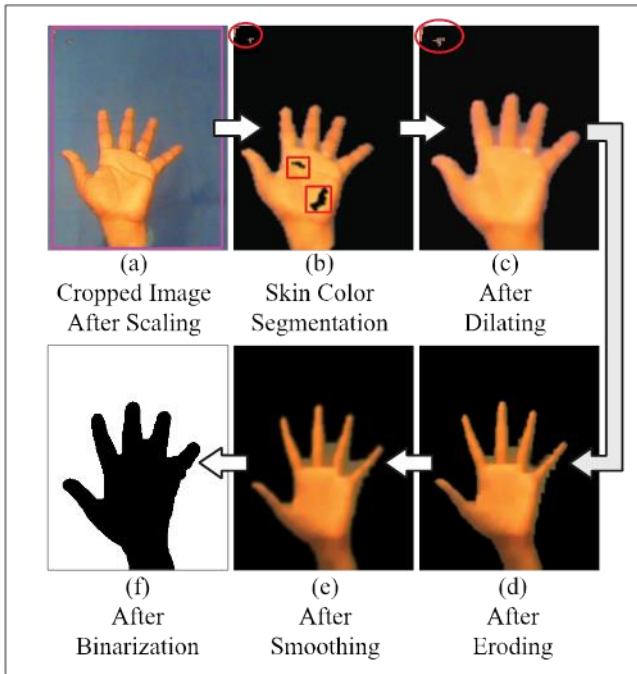 (a)
Cropped Image
After Scaling
(b)
Skin Color
Segmentation
(c)
After
Dilating
(f)
After
Binarization
(e)
After
Smoothing
(d)
After
Eroding